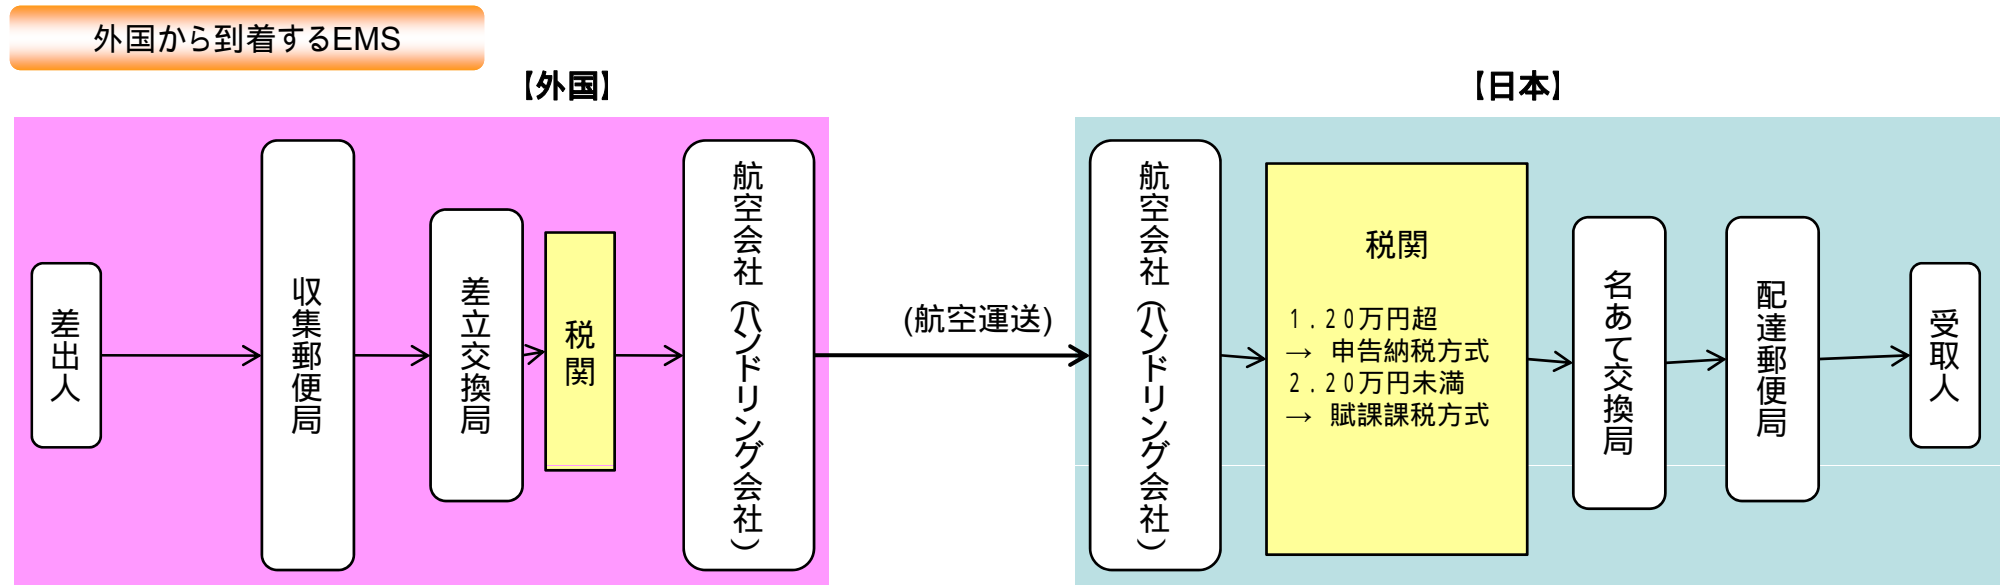 外国から到着するEMS
【外国】
【日本】
差出人
収集郵便局
差立交換局
税関
航空会社(ハンドリング会社)
(航空運送)
航空会社(ハンドリング会社)
税関
1.20万円超
→ 申告納税方式
2.20万円未満
→ 賦課課税方式
名あて交換局
配達郵便局
受取人